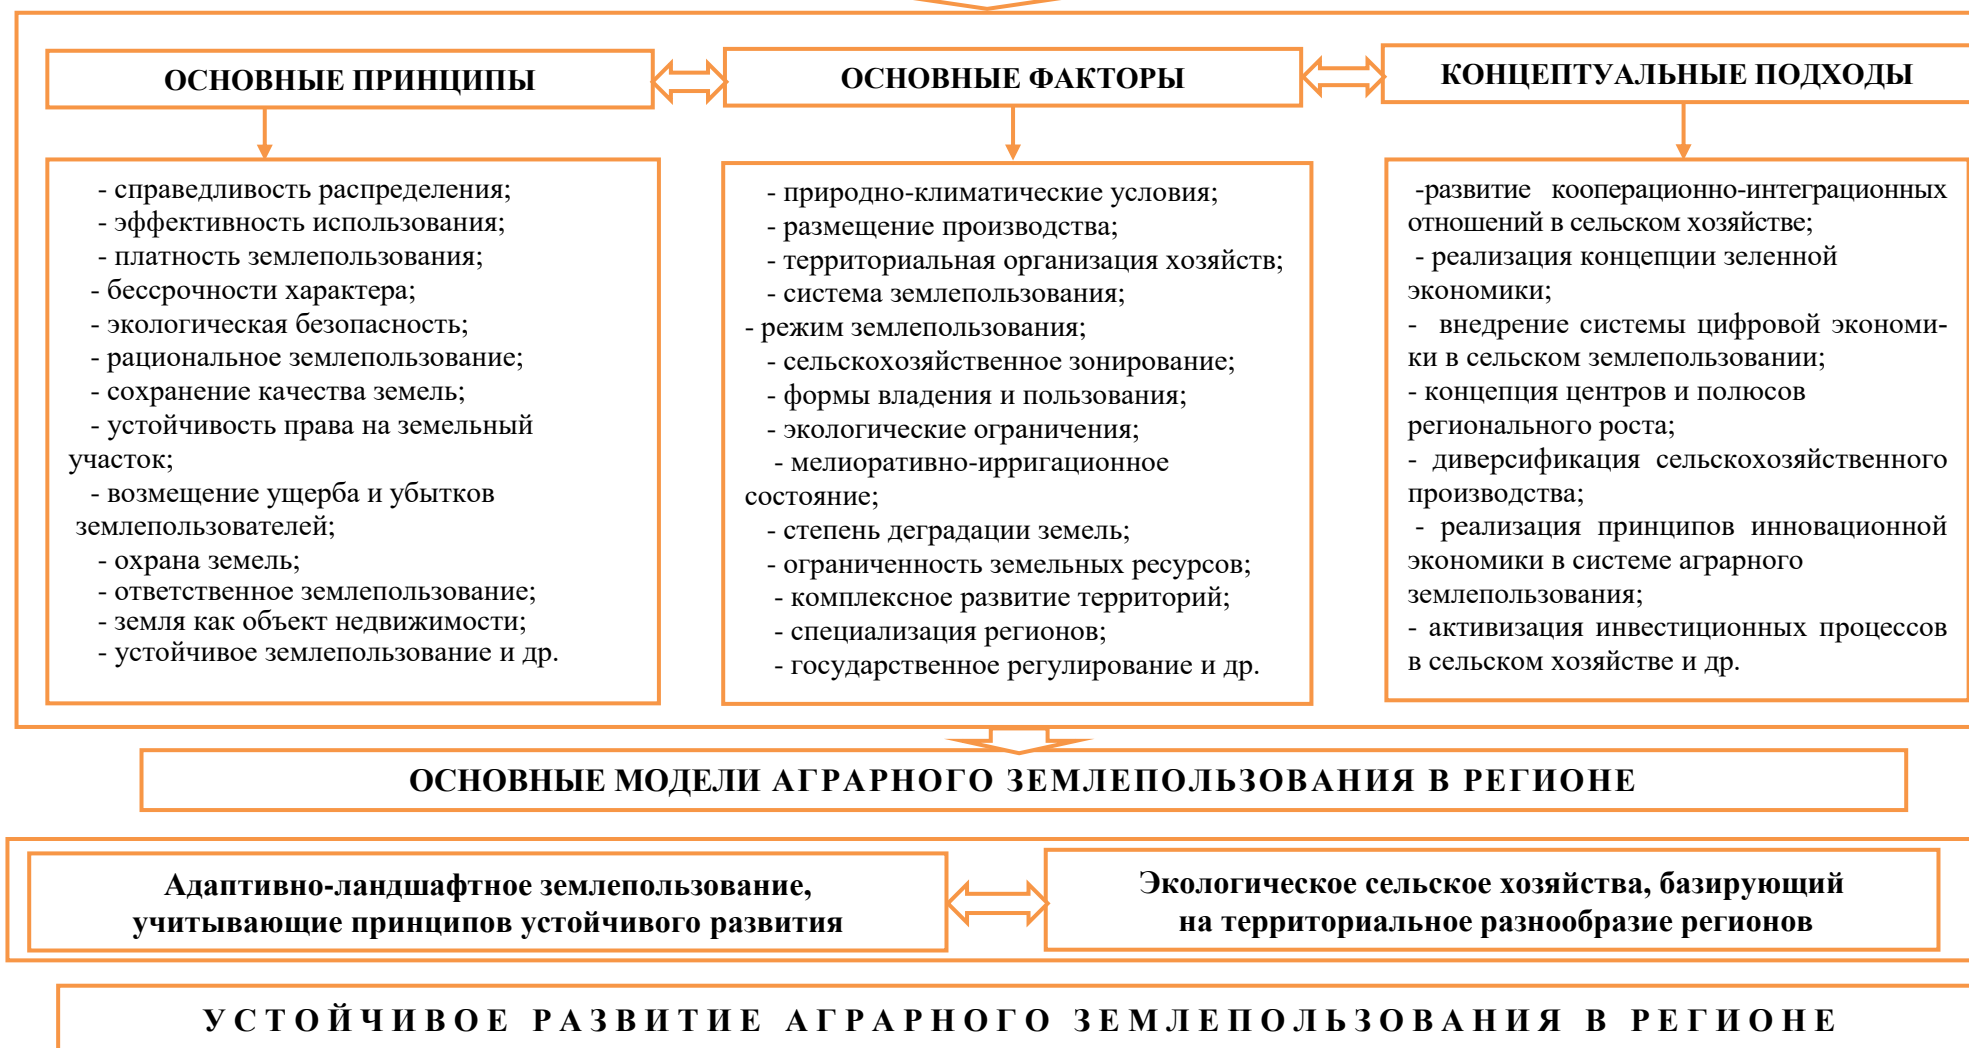 ОСНОВНЫЕ ПРИНЦИПЫ
- справедливость распределения;
- эффективность использования;
- платность землепользования;
- бессрочности характера;
- экологическая безопасность;
- рациональное землепользование;
- сохранение качества земель;
- устойчивость права на земельный
участок;
- возмещение ущерба и убытков
землепользователей;
- охрана земель;
- ответственное землепользование;
- земля как объект недвижимости;
- устойчивое землепользование и др.
ОСНОВНЫЕ ФАКТОРЫ
- природно-климатические условия;
- размещение производства;
- территориальная организация хозяйств;
- система землепользования;
- режим землепользования;
- сельскохозяйственное зонирование;
- формы владения и пользования;
- экологические ограничения;
- мелиоративно-ирригационное
состояние;
- степень деградации земель;
- ограниченность земельных ресурсов;
- комплексное развитие территорий;
- специализация регионов;
- государственное регулирование и др.
КОНЦЕПТУАЛЬНЫЕ ПОДХОДЫ
-развитие кооперационно-интеграционных
отношений в сельском хозяйстве;
- реализация концепции зеленной
экономики;
- внедрение системы цифровой экономи-
ки в сельском землепользовании;
- концепция центров и полюсов
регионального роста;
- диверсификация сельскохозяйственного
производства;
- реализация принципов инновационной
экономики в системе аграрного
землепользования;
- активизация инвестиционных процессов
в сельском хозяйстве и др.
ОСНОВНЫЕ МОДЕЛИ АГРАРНОГО ЗЕМЛЕПОЛЬЗОВАНИЯ В РЕГИОНЕ
Адаптивно-ландшафтное землепользование,
учитывающие принципов устойчивого развития
Экологическое сельское хозяйства, базирующий
на территориальное разнообразие регионов
УСТОЙЧИВОЕ РАЗВИТИЕ АГРАРНОГО ЗЕМЛЕПОЛЬЗОВАНИЯ В РЕГИОНЕ